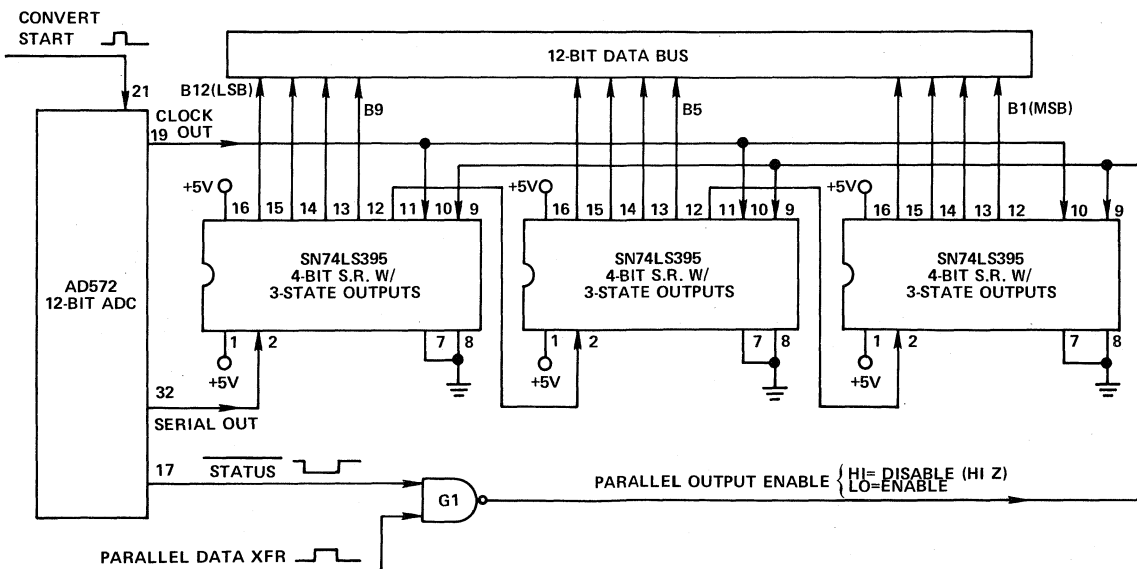 CONVERT
START
12-BIT DATA BUS
21
B12(LSB)
B9
B5
B1(MSB)
CLOCK
OUT
19
+5V
+5V
+5V
16 15 14 13 12 11 10 9
16 15 14 13 12 11 10 9
16 15 14 13 12 10 9
AD572
12-BIT ADC
SN74LS395
4-BIT S.R. W/
3-STATE OUTPUTS
SN74LS395
4-BIT S.R. W/
3-STATE OUTPUTS
SN74LS395
4-BIT S.R. W/
3-STATE OUTPUTS
1 2 7 8
1 2 7 8
1 2 7 8
+5V
+5V
+5V
32
SERIAL OUT
17
STATUS
G1
PARALLEL OUTPUT ENABLE { HI= DISABLE (HI Z)
LO=ENABLE
PARALLEL DATA XFR